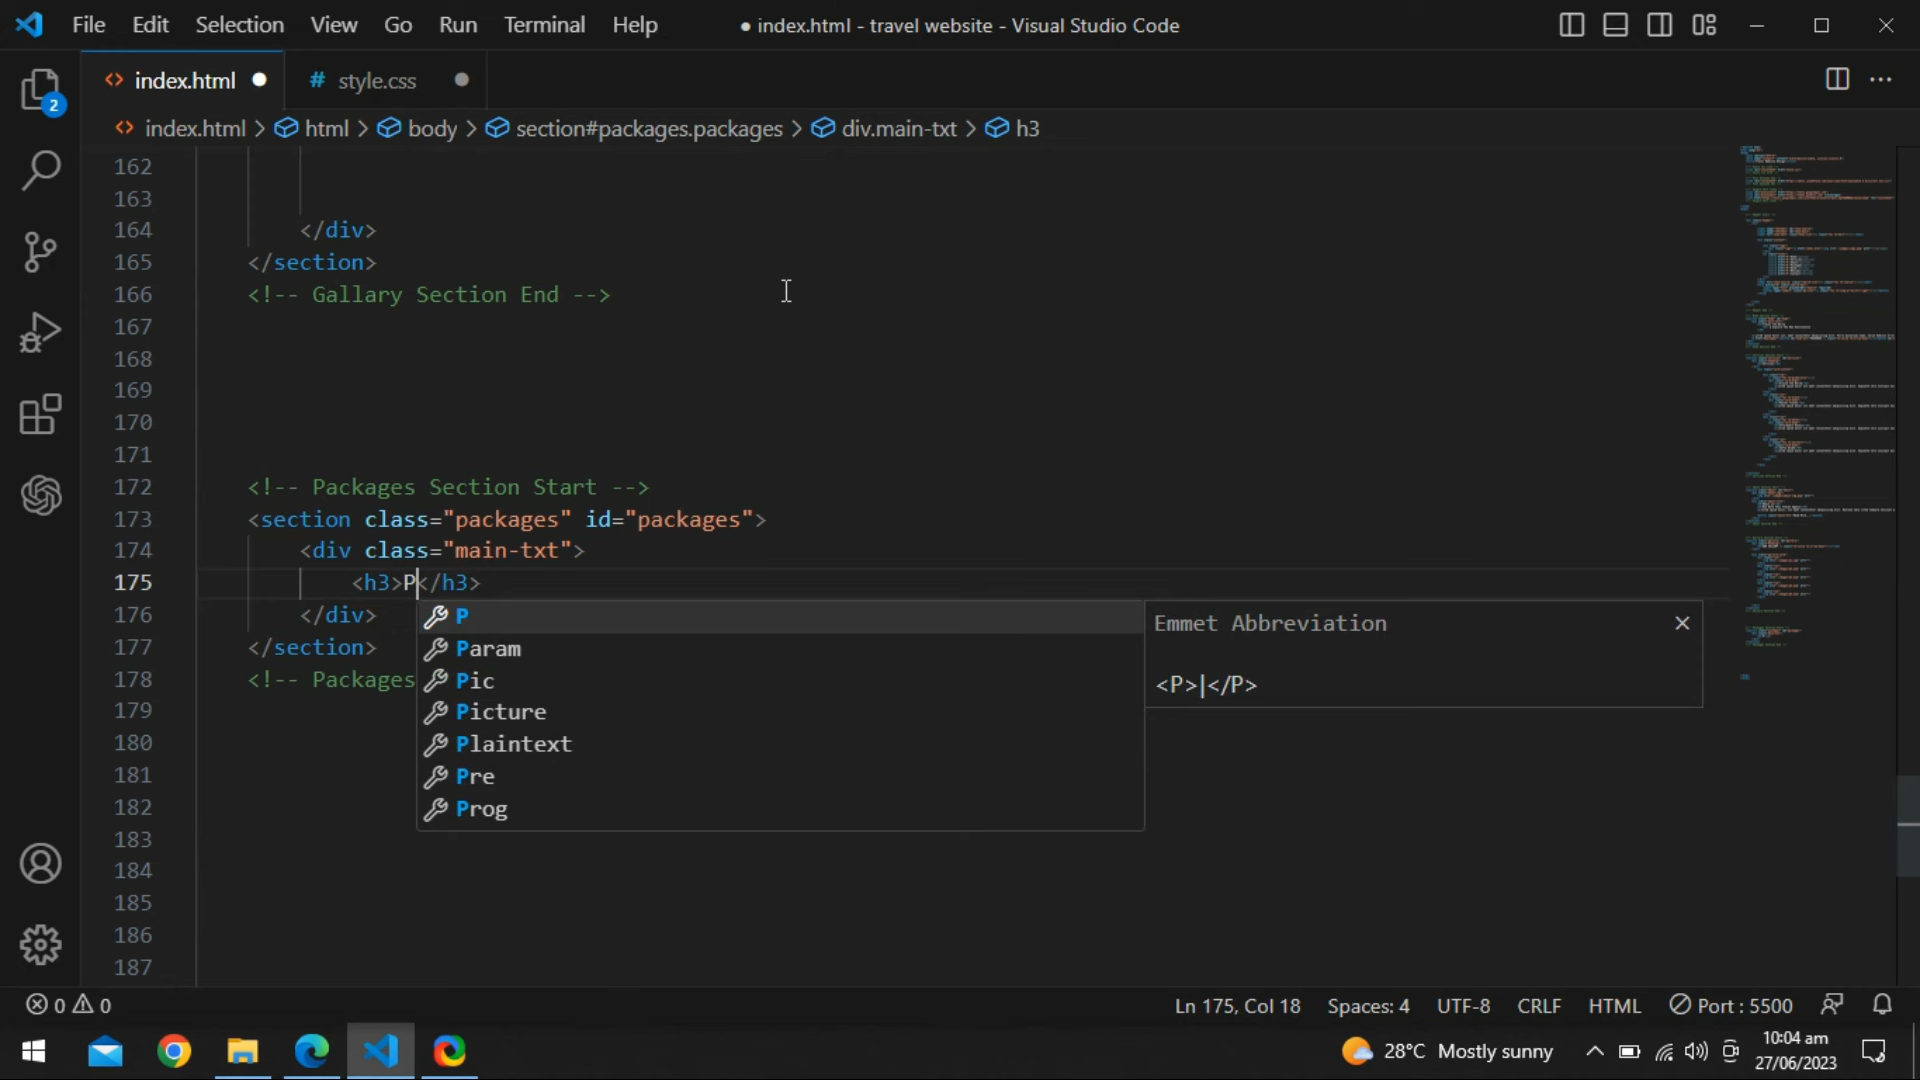 File Edit Selection View Go Run Terminal Help
● index.html - travel website - Visual Studio Code
index.html ●
# style.css ●
2
index.html > html > body > section#packages.packages > div.main-txt > h3
162
163
164 </div>
165 </section>
166 <!-- Gallary Section End -->
167
168
169
170
171
172 <!-- Packages Section Start -->
173 <section class="packages" id="packages">
174 <div class="main-txt">
175 <h3>P</h3>
176 </div>
177 </section>
178 <!-- Packages
179
180
181
182
183
184
185
186
187
P
Param
Pic
Picture
Plaintext
Pre
Prog
Emmet Abbreviation
<P>|</P>
0 0
Ln 175, Col 18 Spaces: 4 UTF-8 CRLF HTML Port : 5500
28°C Mostly sunny
10:04 am
27/06/2023